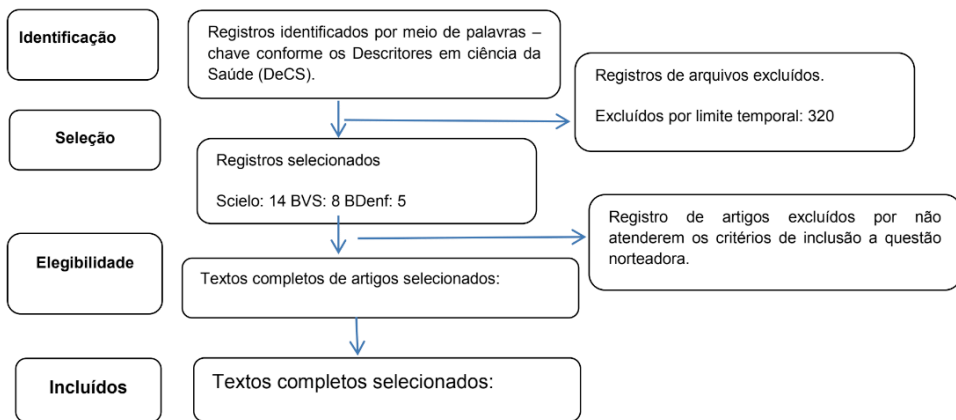 Identificação
Registros identificados por meio de palavras –
chave conforme os Descritores em ciência da
Saúde (DeCS).
Registros de arquivos excluídos.
Excluídos por limite temporal: 320
Seleção
Registros selecionados
Scielo: 14 BVS: 8 BDenf: 5
Registro de artigos excluídos por não
atenderem os critérios de inclusão a questão
norteadora.
Elegibilidade
Textos completos de artigos selecionados:
Incluídos
Textos completos selecionados: